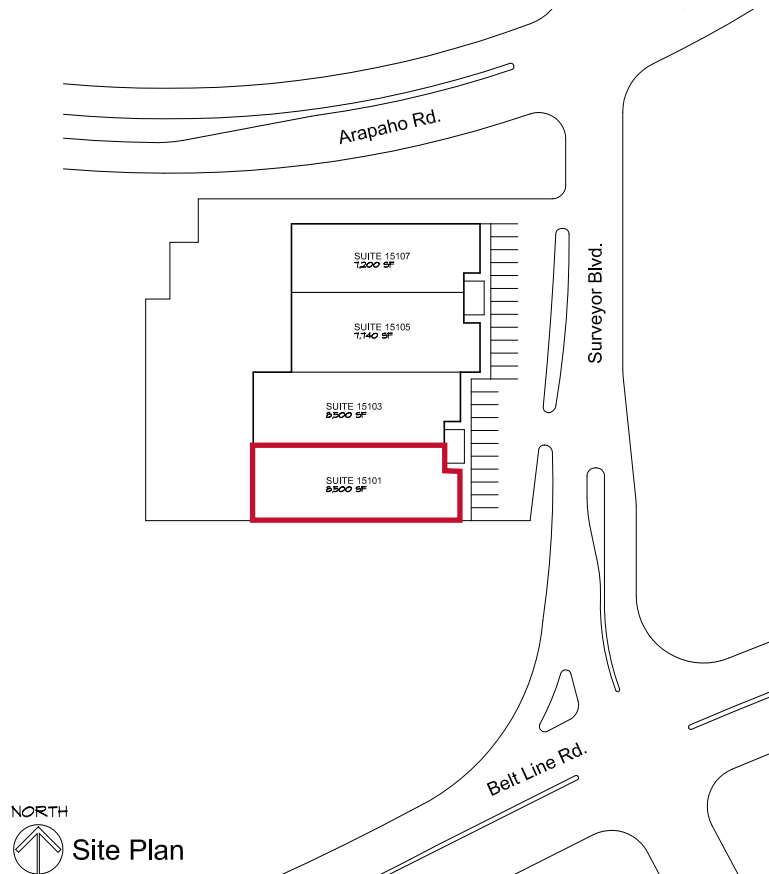 Arapaho Rd.
Surveyor Blvd.
SUITE 15107
7,200 SF
SUITE 15105
7,740 SF
SUITE 15103
8,500 SF
SUITE 15101
8,500 SF
Belt Line Rd.
NORTH
Site Plan